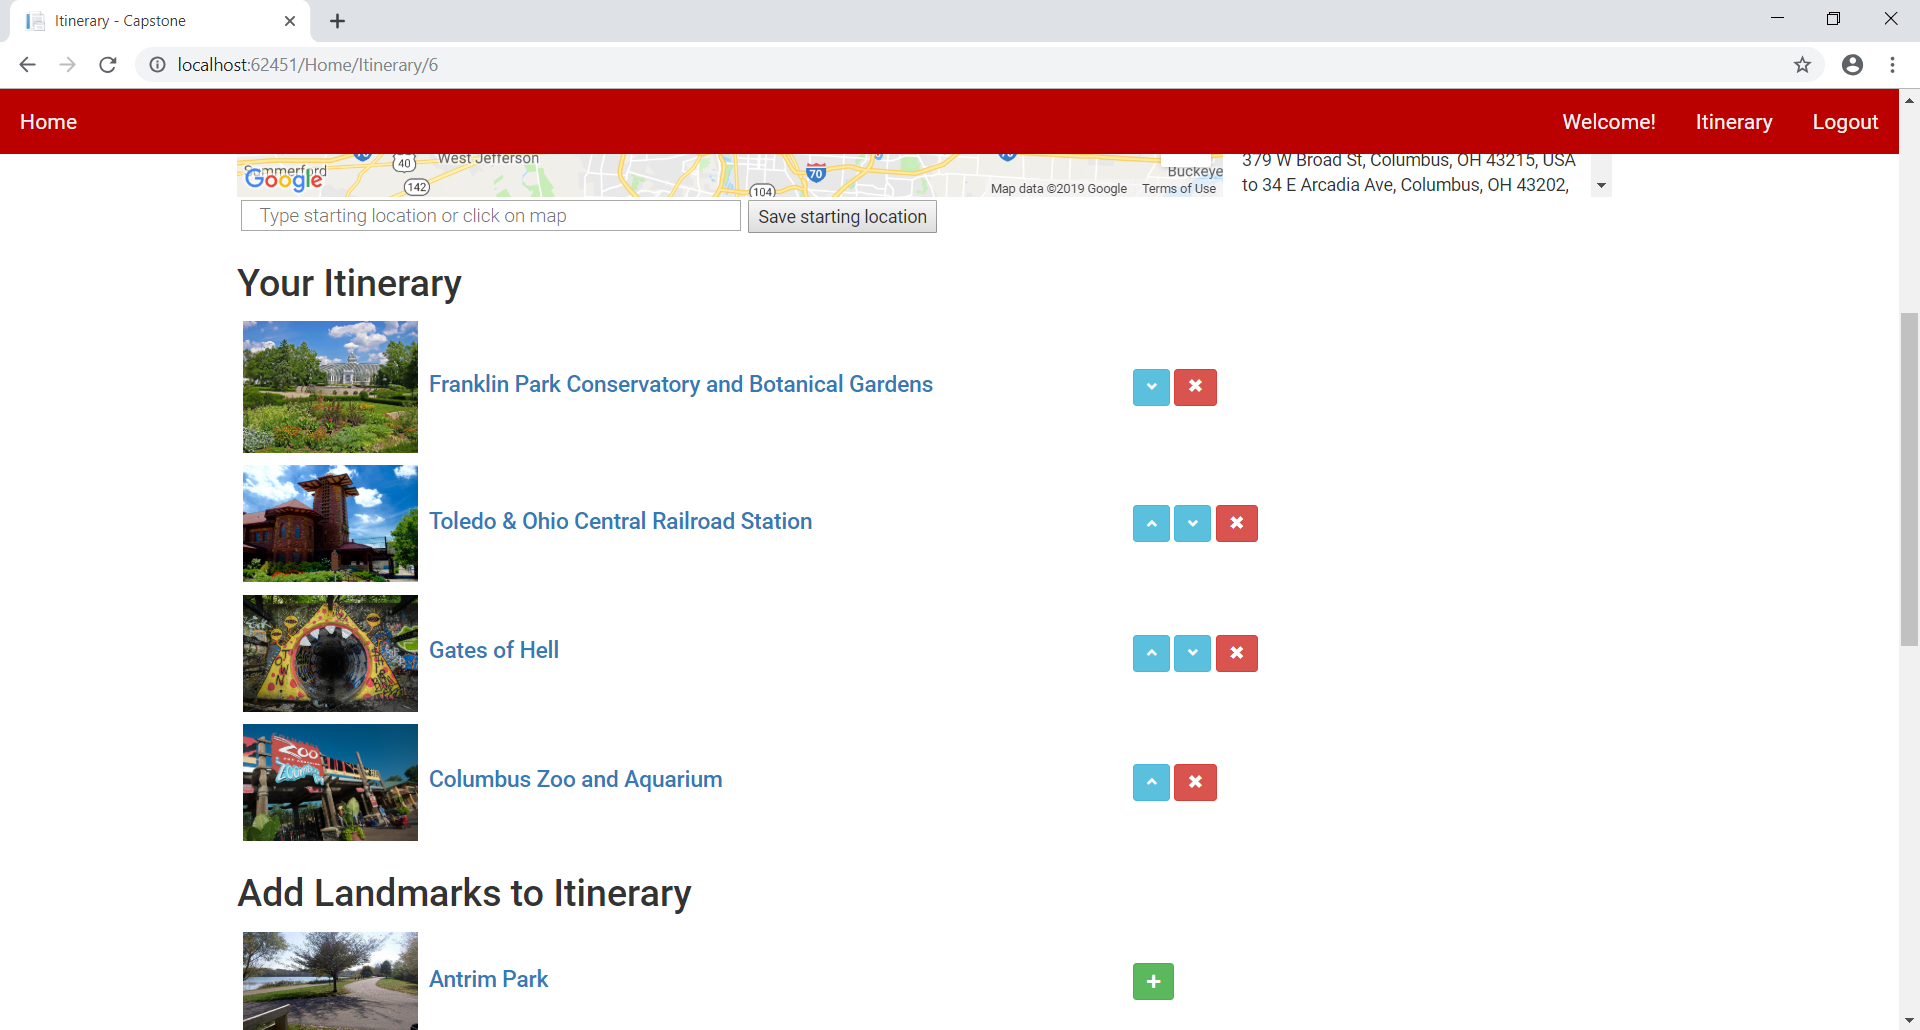 Itinerary - Capstone
localhost:62451/Home/Itinerary/6
Home
Welcome! Itinerary Logout
40 West Jefferson
Summerford
Google
142
70
104
Buckeye
Map data ©2019 Google Terms of Use
379 W Broad St, Columbus, OH 43215, USA
to 34 E Arcadia Ave, Columbus, OH 43202,
Type starting location or click on map
Save starting location
Your Itinerary
Franklin Park Conservatory and Botanical Gardens
Toledo & Ohio Central Railroad Station
Gates of Hell
TOWN
ZOO
Columbus Zoo and Aquarium
Add Landmarks to Itinerary
Antrim Park